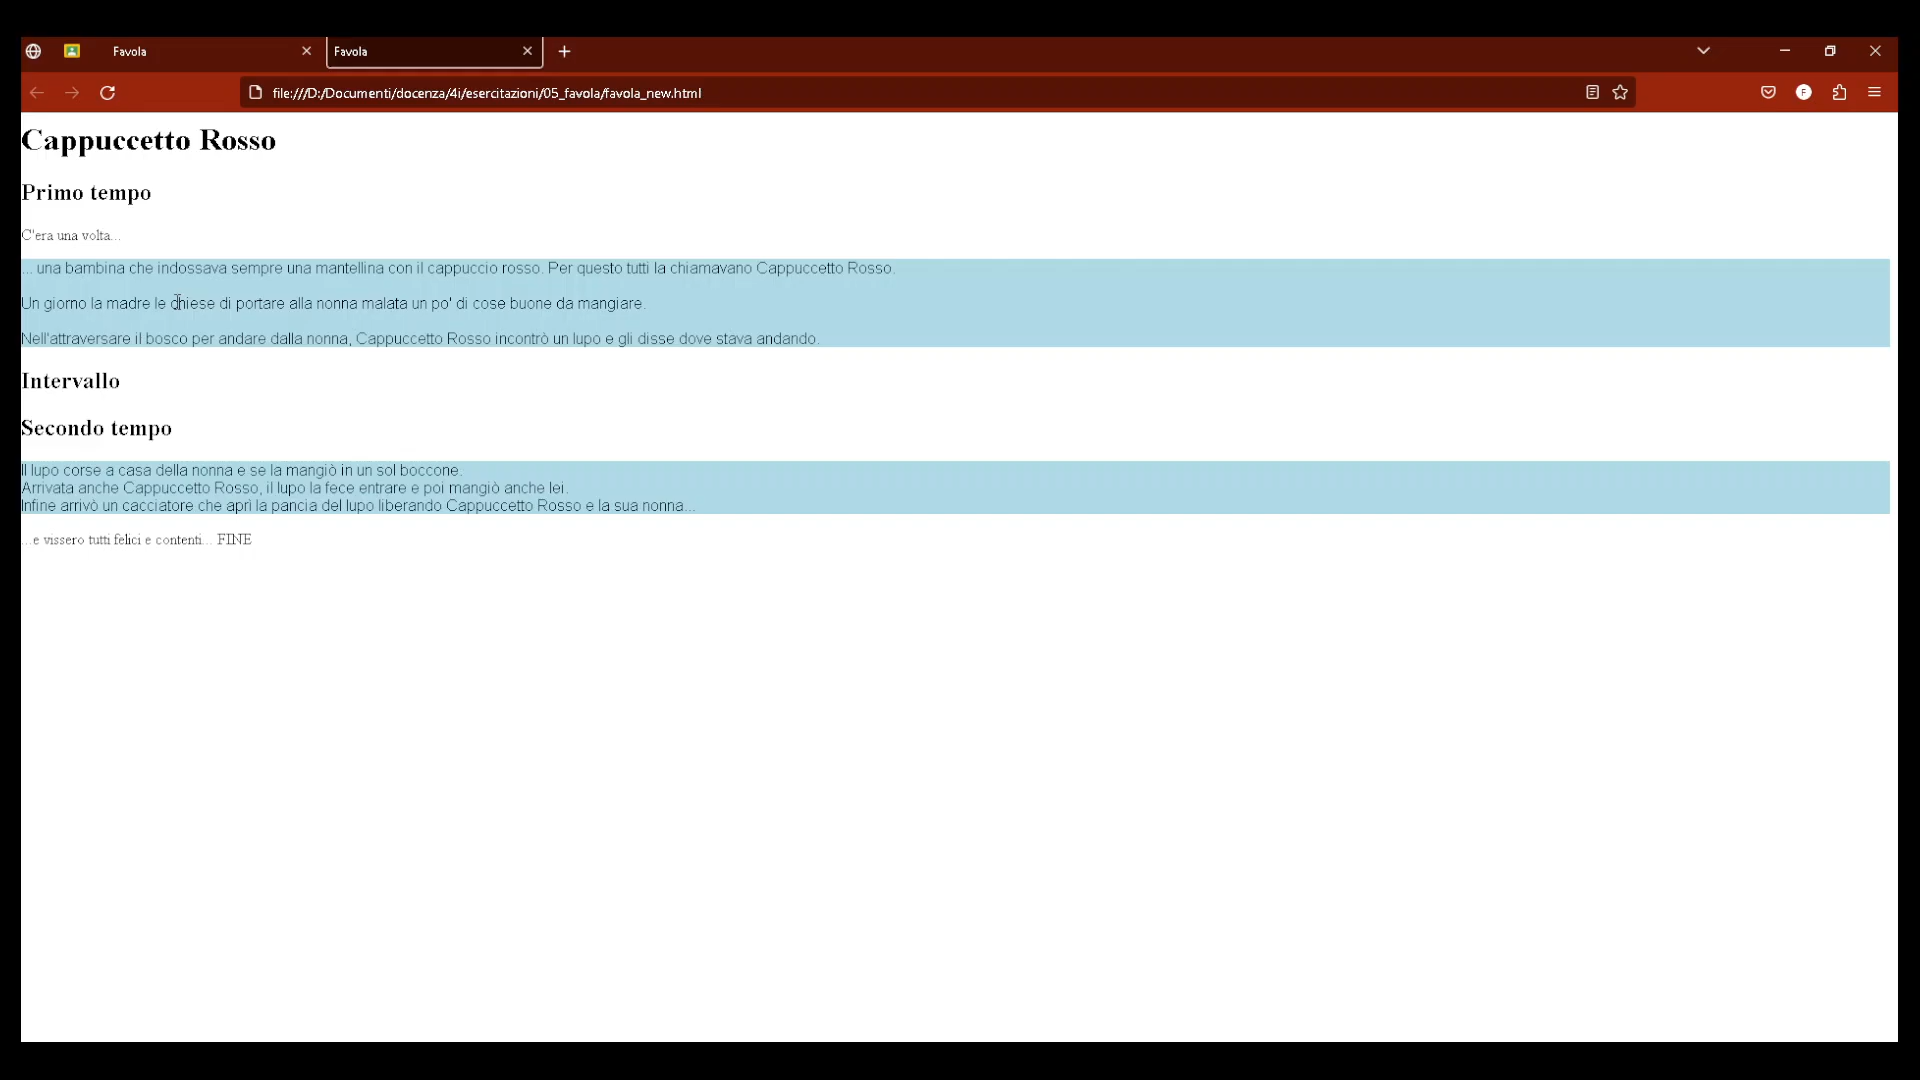 Favola
Favola
file:///D:/Documenti/docenza/4i/esercitazioni/05_favola/favola_new.html
F
Cappuccetto Rosso
Primo tempo
C'era una volta...
... una bambina che indossava sempre una mantellina con il cappuccio rosso. Per questo tutti la chiamavano Cappuccetto Rosso.
Un giorno la madre le chiese di portare alla nonna malata un po' di cose buone da mangiare.
Nell'attraversare il bosco per andare dalla nonna, Cappuccetto Rosso incontrò un lupo e gli disse dove stava andando.
Intervallo
Secondo tempo
Il lupo corse a casa della nonna e se la mangiò in un sol boccone.
Arrivata anche Cappuccetto Rosso, il lupo la fece entrare e poi mangiò anche lei.
Infine arrivò un cacciatore che aprì la pancia del lupo liberando Cappuccetto Rosso e la sua nonna...
...e vissero tutti felici e contenti... FINE